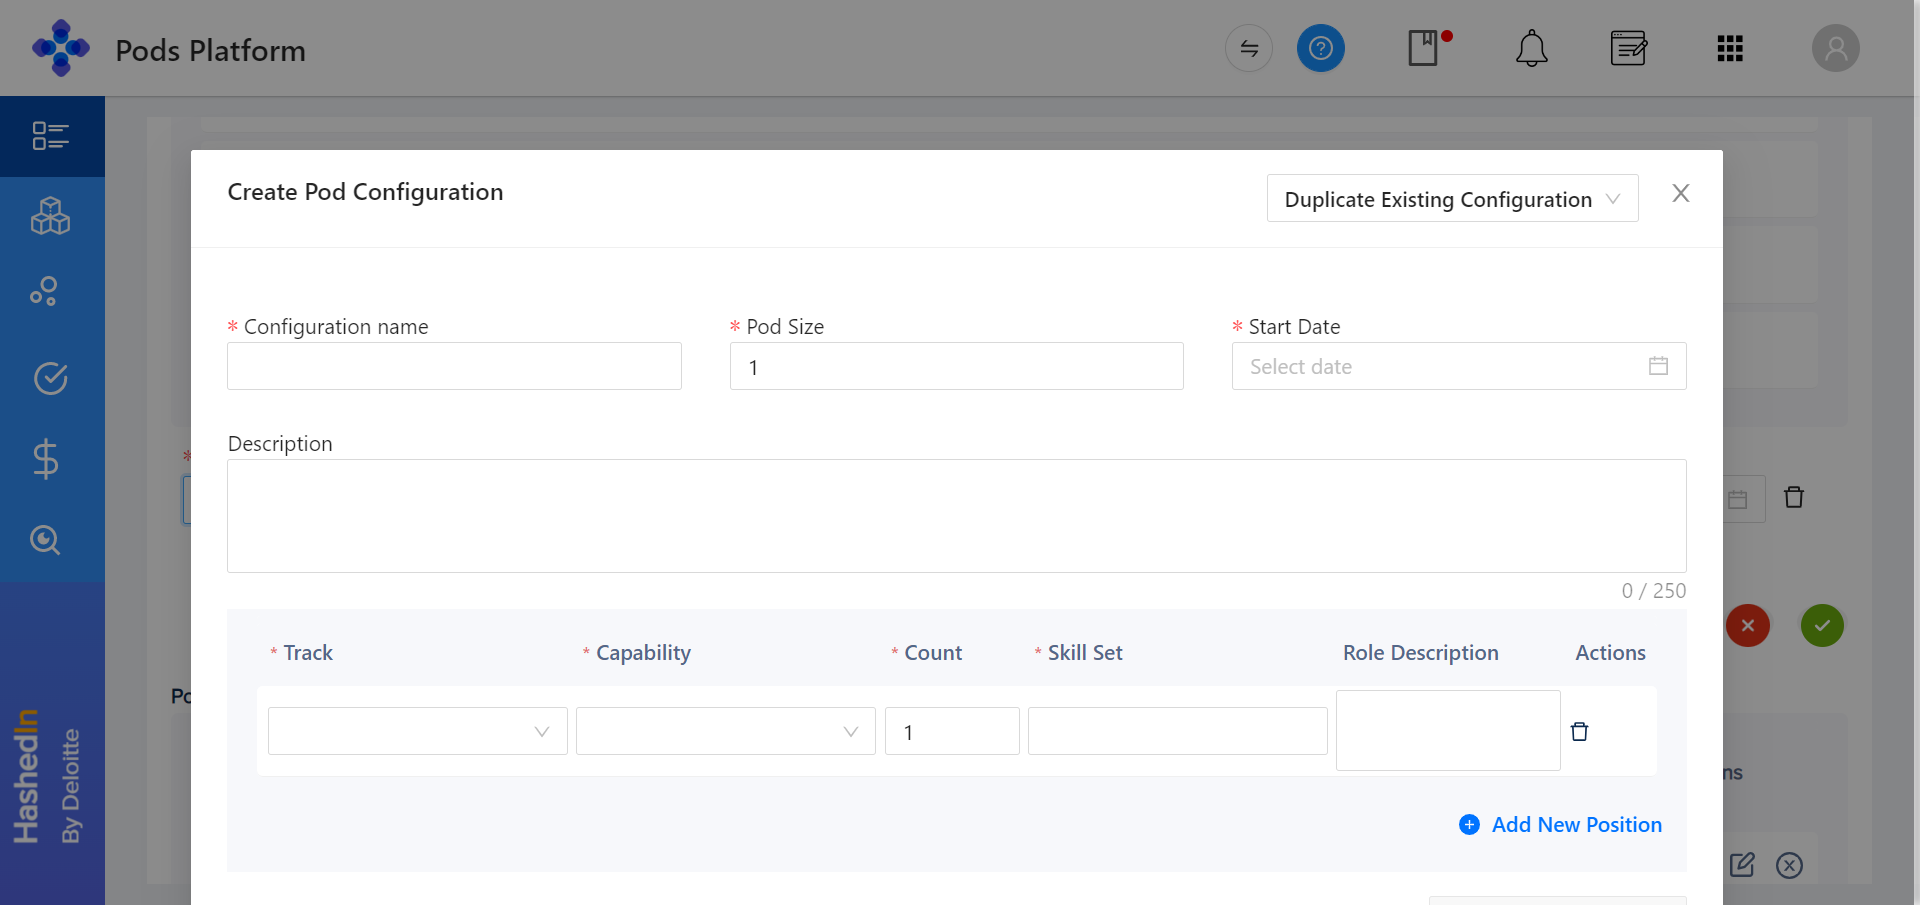 Pods Platform
Create Pod Configuration
Duplicate Existing Configuration
* Configuration name
* Pod Size
* Start Date
1
Select date
Description
0 / 250
* Track
* Capability
* Count
* Skill Set
Role Description
Actions
1
Add New Position
*
Po
ns
HashedIn
By Deloitte